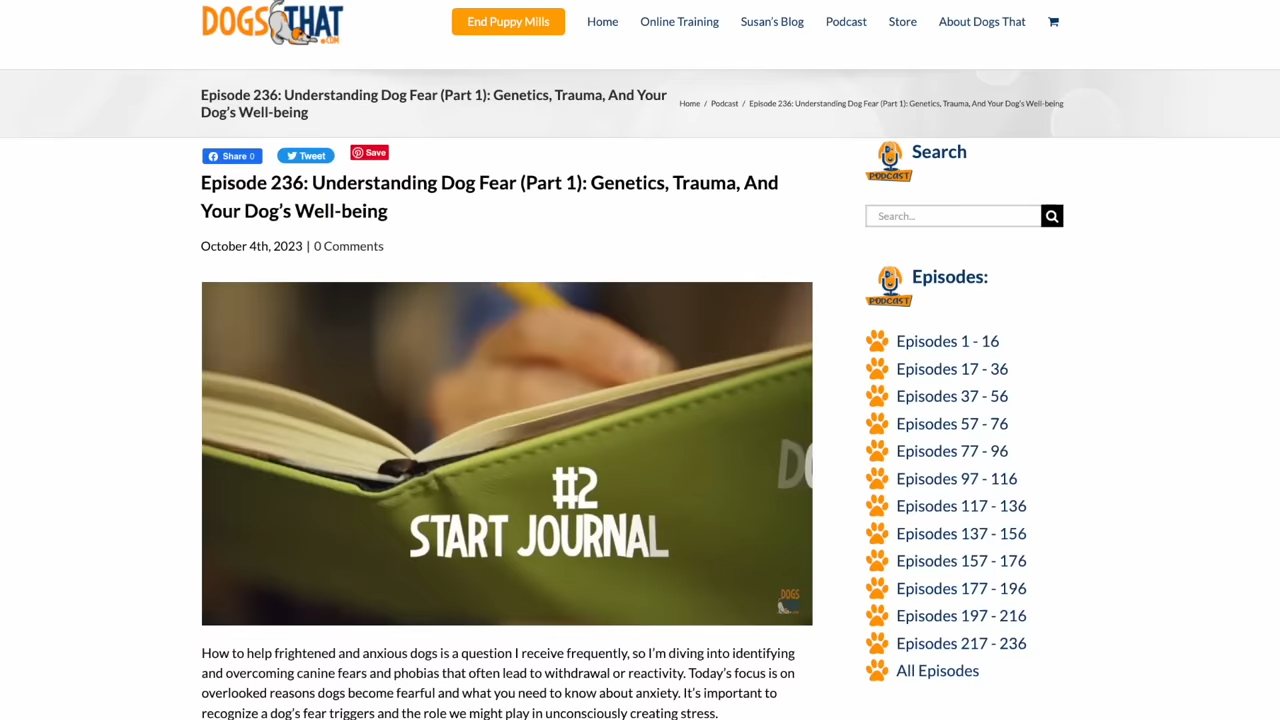 DOGS THAT
.COM
End Puppy Mills
Home
Online Training
Susan's Blog
Podcast
Store
About Dogs That
Episode 236: Understanding Dog Fear (Part 1): Genetics, Trauma, And Your
Dog's Well-being
Home / Podcast / Episode 236: Understanding Dog Fear (Part 1): Genetics, Trauma, And Your Dog's Well-being
Share 0
Tweet
Save
Episode 236: Understanding Dog Fear (Part 1): Genetics, Trauma, And
Your Dog's Well-being
October 4th, 2023 | 0 Comments
#2
START JOURNAL
DO
DOGS
How to help frightened and anxious dogs is a question I receive frequently, so I'm diving into identifying
and overcoming canine fears and phobias that often lead to withdrawal or reactivity. Today's focus is on
overlooked reasons dogs become fearful and what you need to know about anxiety. It's important to
recognize a dog's fear triggers and the role we might play in unconsciously creating stress.
PODCAST
Search
Search...
PODCAST
Episodes:
Episodes 1 - 16
Episodes 17 - 36
Episodes 37 - 56
Episodes 57 - 76
Episodes 77 - 96
Episodes 97 - 116
Episodes 117 - 136
Episodes 137 - 156
Episodes 157 - 176
Episodes 177 - 196
Episodes 197 - 216
Episodes 217 - 236
All Episodes